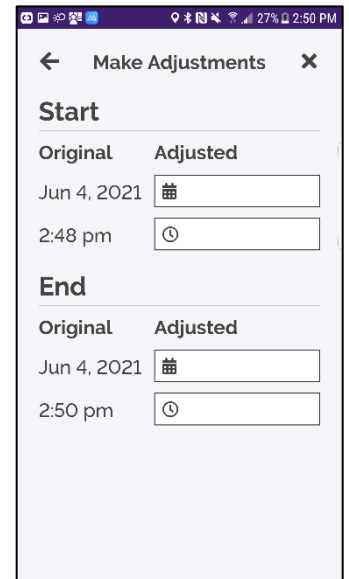 27% 2:50 PM
Make Adjustments
Start
Original Adjusted
Jun 4, 2021
2:48 pm
End
Original Adjusted
Jun 4, 2021
2:50 pm